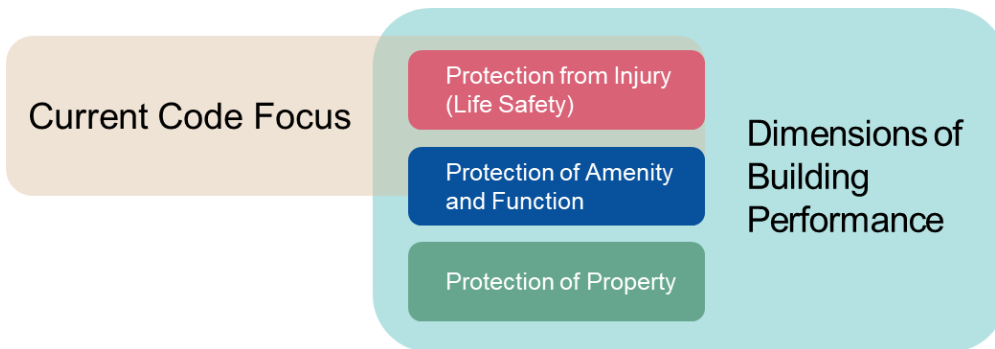 Current Code Focus
Protection from Injury
(Life Safety)
Protection of Amenity
and Function
Protection of Property
Dimensions of
Building
Performance